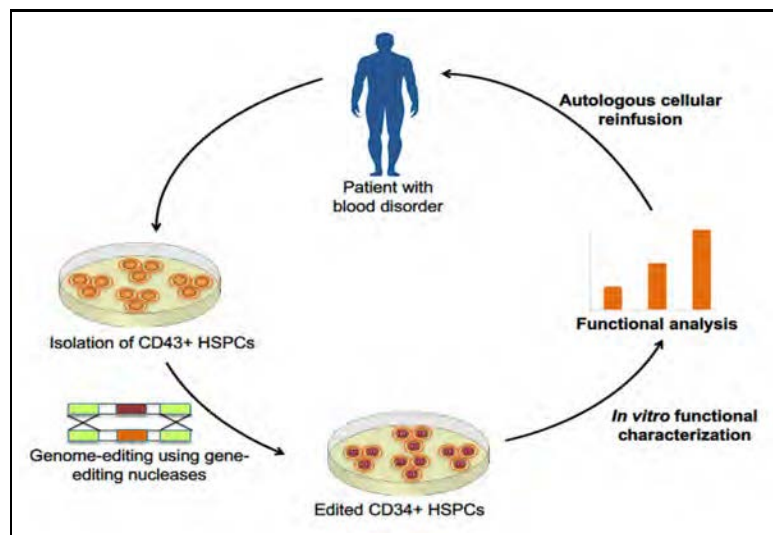 Patient with
blood disorder
Autologous cellular
reinfusion
Isolation of CD43+ HSPCs
Functional analysis
Genome-editing using gene-
editing nucleases
In vitro functional
characterization
Edited CD34+ HSPCs